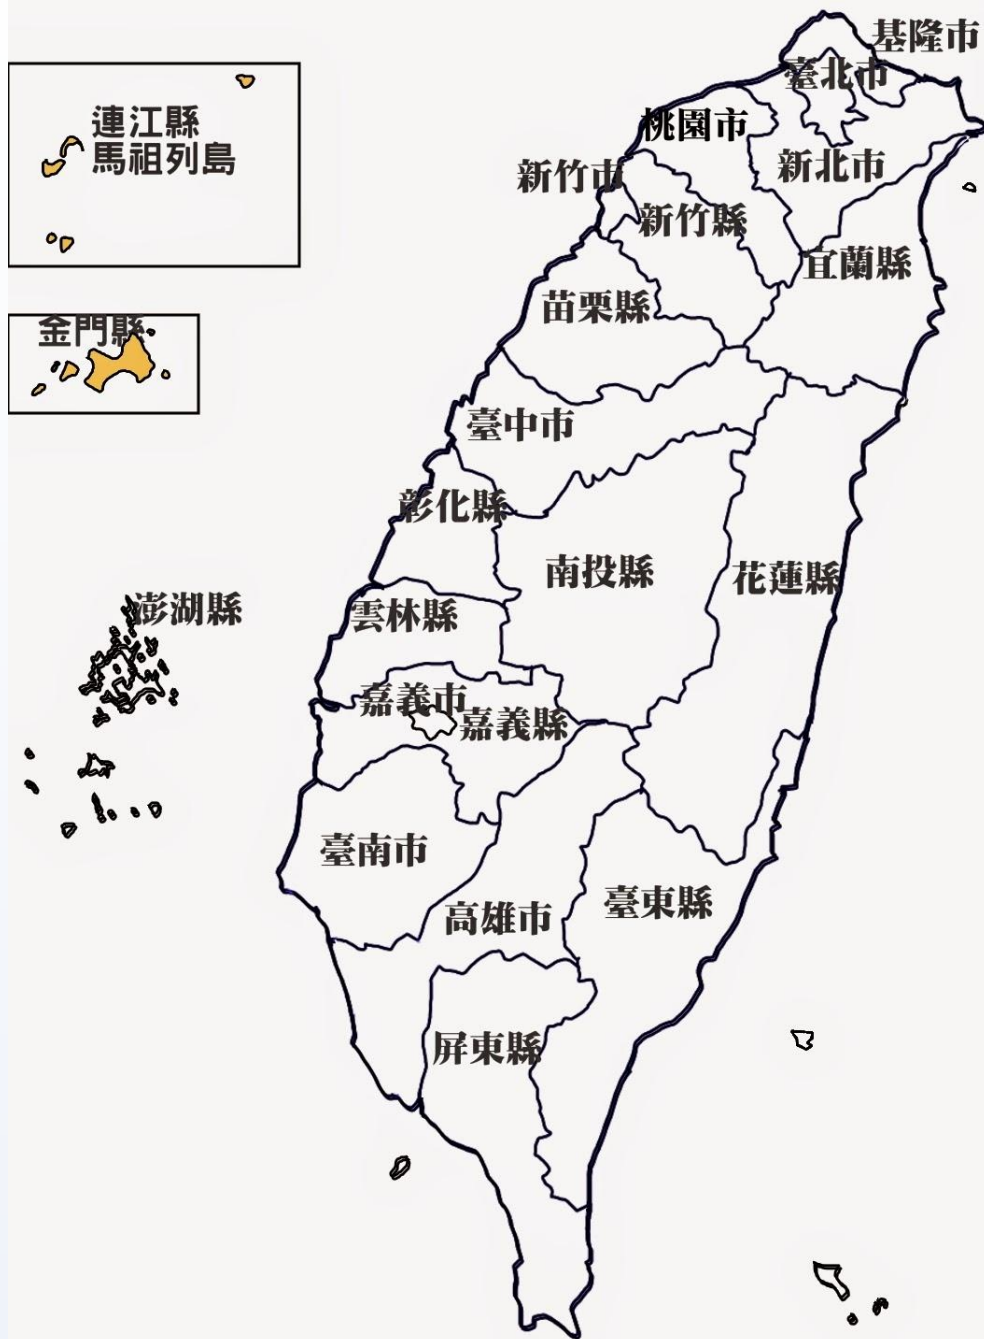 基隆市
臺北市
連江縣
馬祖列島
桃園市
新北市
新竹市
新竹縣
宜蘭縣
苗栗縣
金門縣
臺中市
彰化縣
南投縣
花蓮縣
澎湖縣
雲林縣
嘉義市
嘉義縣
臺南市
臺東縣
高雄市
屏東縣